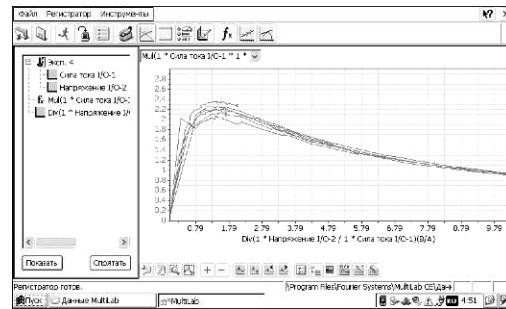 Файл Регистратор Инструменты
Эксп. 4
Сила тока I/O-1
Напряжение I/O-2
Mul(1 * Сила тока I/O-:
Div(1 * Напряжение I/(
Показать Спрятать
Mul(1 * Сила тока I/O-1 * 1 *
2.8
2.6
2.4
2.2
2
1.8
1.6
1.4
1.2
1
0.8
0.6
0.4
0.2
0
0.79 1.79 2.79 3.79 4.79 5.79 6.79 7.79 8.79 9.79
Div(1 * Напряжение I/O-2 / 1 * Сила тока I/O-1)(В/А)
Регистратор готов. \Program Files\Fourier Systems\MultiLab CE\Данн
Пуск Данные MultiLab MultiLab 4:51